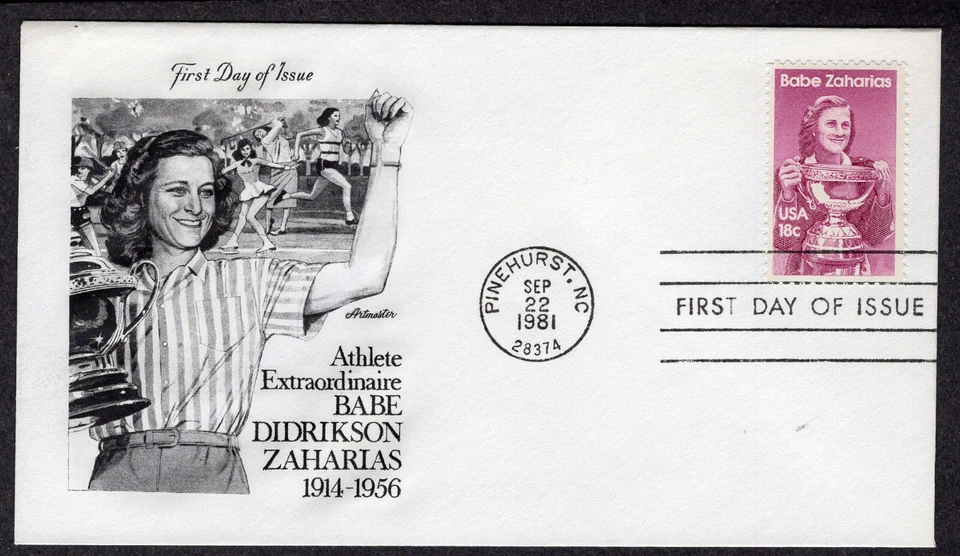 First Day of Issue
Artmaster
Athlete
Extraordinaire
BABE
DIDRIKSON
ZAHARIAS
1914-1956
PINEHURST, NC
SEP
22
1981
28374
Babe Zaharias
USA
18c
FIRST DAY OF ISSUE